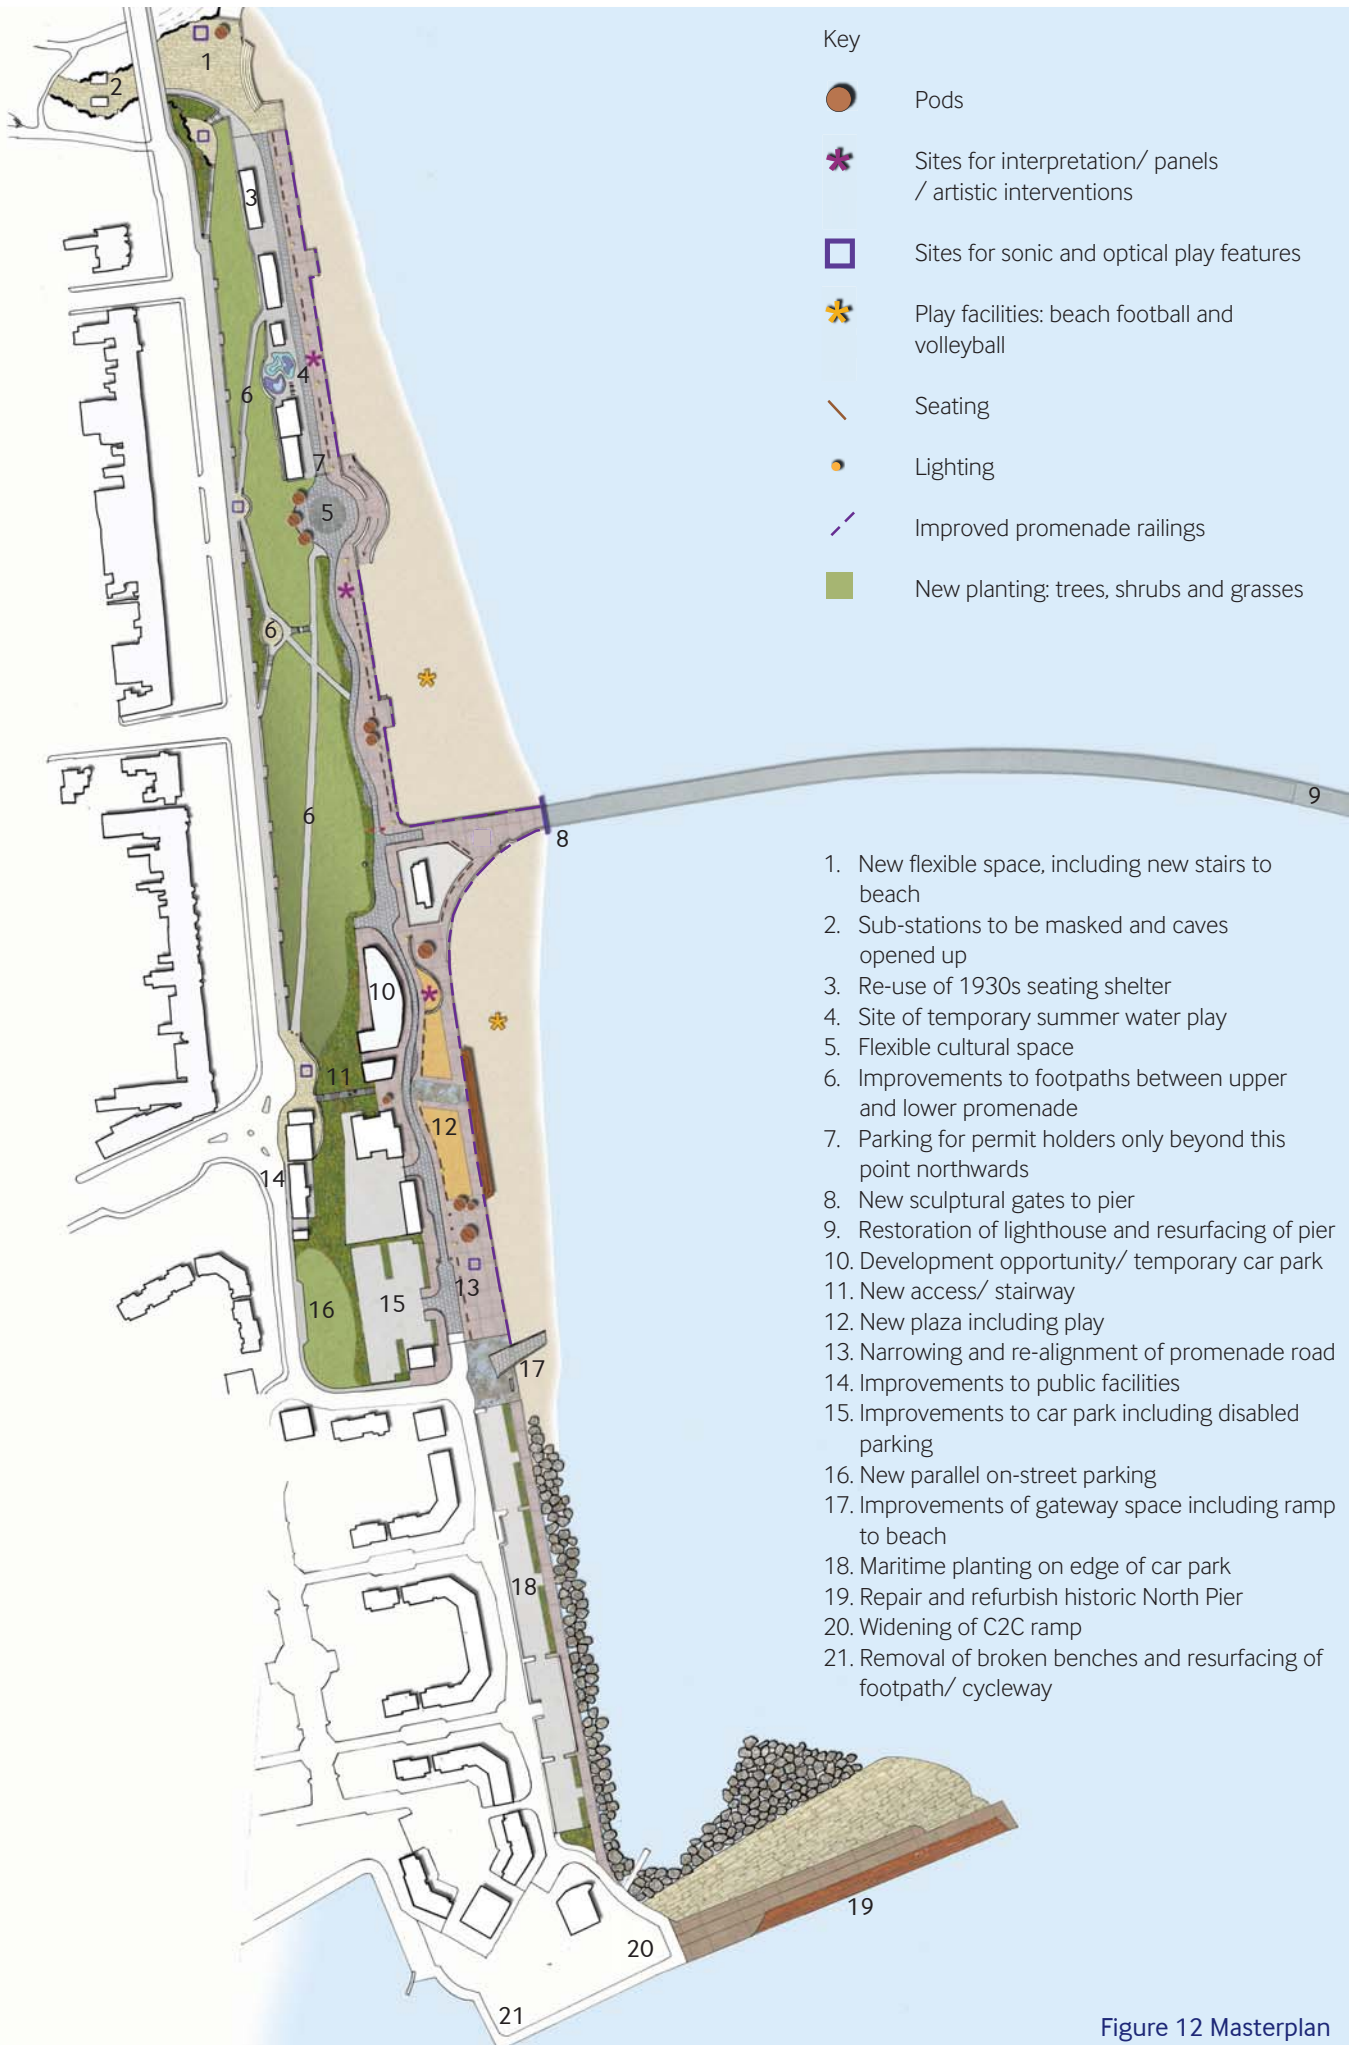 Key
Pods
Sites for interpretation/ panels
/ artistic interventions
Sites for sonic and optical play features
Play facilities: beach football and
volleyball
Seating
Lighting
Improved promenade railings
New planting: trees, shrubs and grasses
1
2
3
4
6
7
5
6
6
9
8
10
11
12
14
13
15
16
17
18
19
20
21
1. New flexible space, including new stairs to
beach
2. Sub-stations to be masked and caves
opened up
3. Re-use of 1930s seating shelter
4. Site of temporary summer water play
5. Flexible cultural space
6. Improvements to footpaths between upper
and lower promenade
7. Parking for permit holders only beyond this
point northwards
8. New sculptural gates to pier
9. Restoration of lighthouse and resurfacing of pier
10. Development opportunity/ temporary car park
11. New access/ stairway
12. New plaza including play
13. Narrowing and re-alignment of promenade road
14. Improvements to public facilities
15. Improvements to car park including disabled
parking
16. New parallel on-street parking
17. Improvements of gateway space including ramp
to beach
18. Maritime planting on edge of car park
19. Repair and refurbish historic North Pier
20. Widening of C2C ramp
21. Removal of broken benches and resurfacing of
footpath/ cycleway
Figure 12 Masterplan